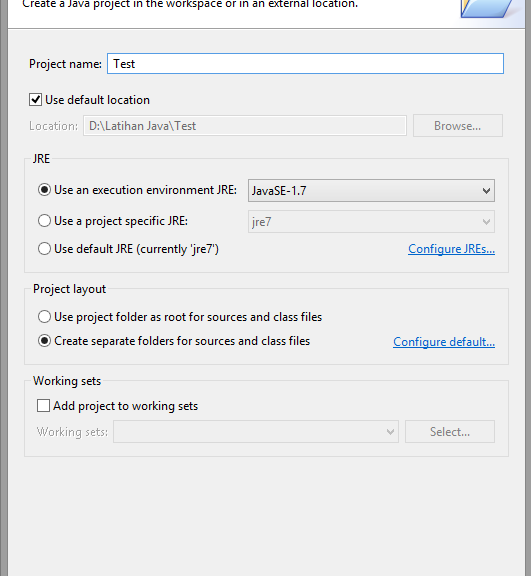 Create a Java project in the workspace or in an external location.
Project name: Test
Use default location
Location: D:\Latihan Java\Test Browse...
JRE
Use an execution environment JRE: JavaSE-1.7
Use a project specific JRE: jre7
Use default JRE (currently 'jre7') Configure JREs...
Project layout
Use project folder as root for sources and class files
Create separate folders for sources and class files Configure default...
Working sets
Add project to working sets
Working sets: Select...